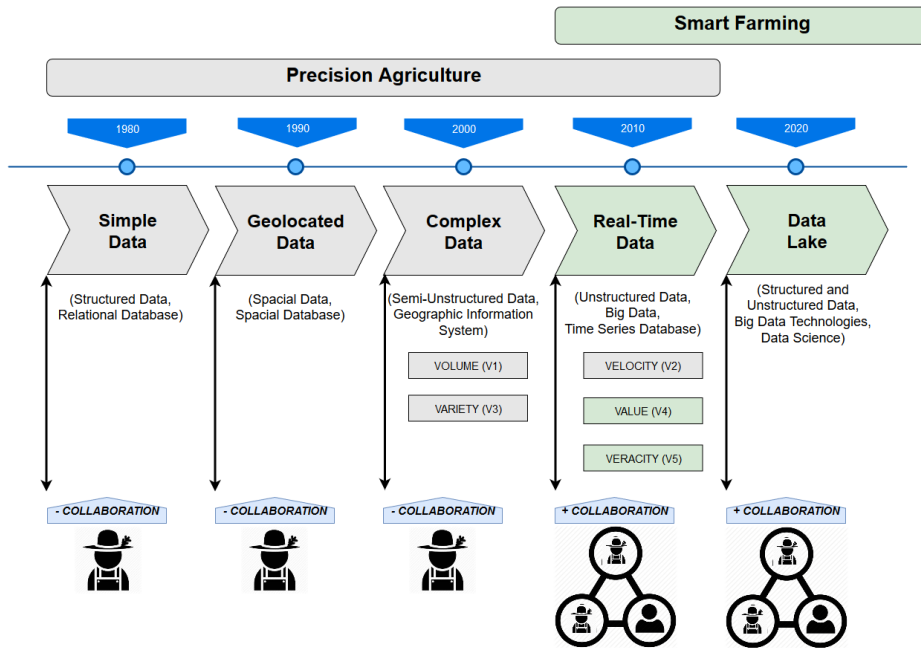 Smart Farming
Precision Agriculture
1980
1990
2000
2010
2020
Simple
Data
Geolocated
Data
Complex
Data
Real-Time
Data
Data
Lake
(Structured Data,
Relational Database)
(Spacial Data,
Spacial Database)
(Semi-Unstructured Data,
Geographic Information
System)
(Unstructured Data,
Big Data,
Time Series Database)
(Structured and
Unstructured Data,
Big Data Technologies,
Data Science)
VOLUME (V1)
VARIETY (V3)
VELOCITY (V2)
VALUE (V4)
VERACITY (V5)
- COLLABORATION
- COLLABORATION
- COLLABORATION
+ COLLABORATION
+ COLLABORATION